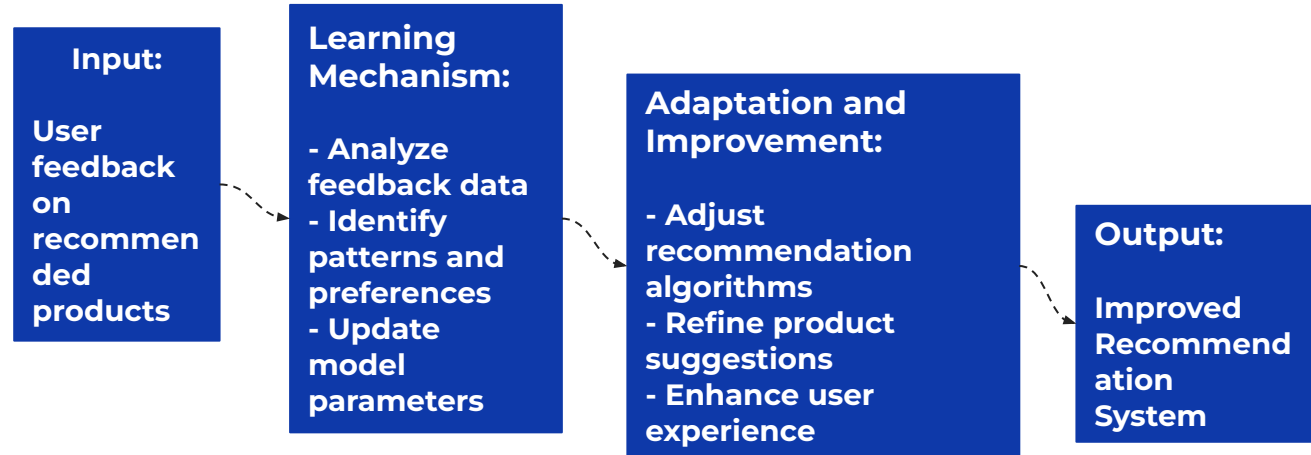 Input:
User
feedback
on
recommen
ded
products
Learning
Mechanism:
- Analyze
feedback data
- Identify
patterns and
preferences
- Update
model
parameters
Adaptation and
Improvement:
- Adjust
recommendation
algorithms
- Refine product
suggestions
- Enhance user
experience
Output:
Improved
Recommend
ation
System